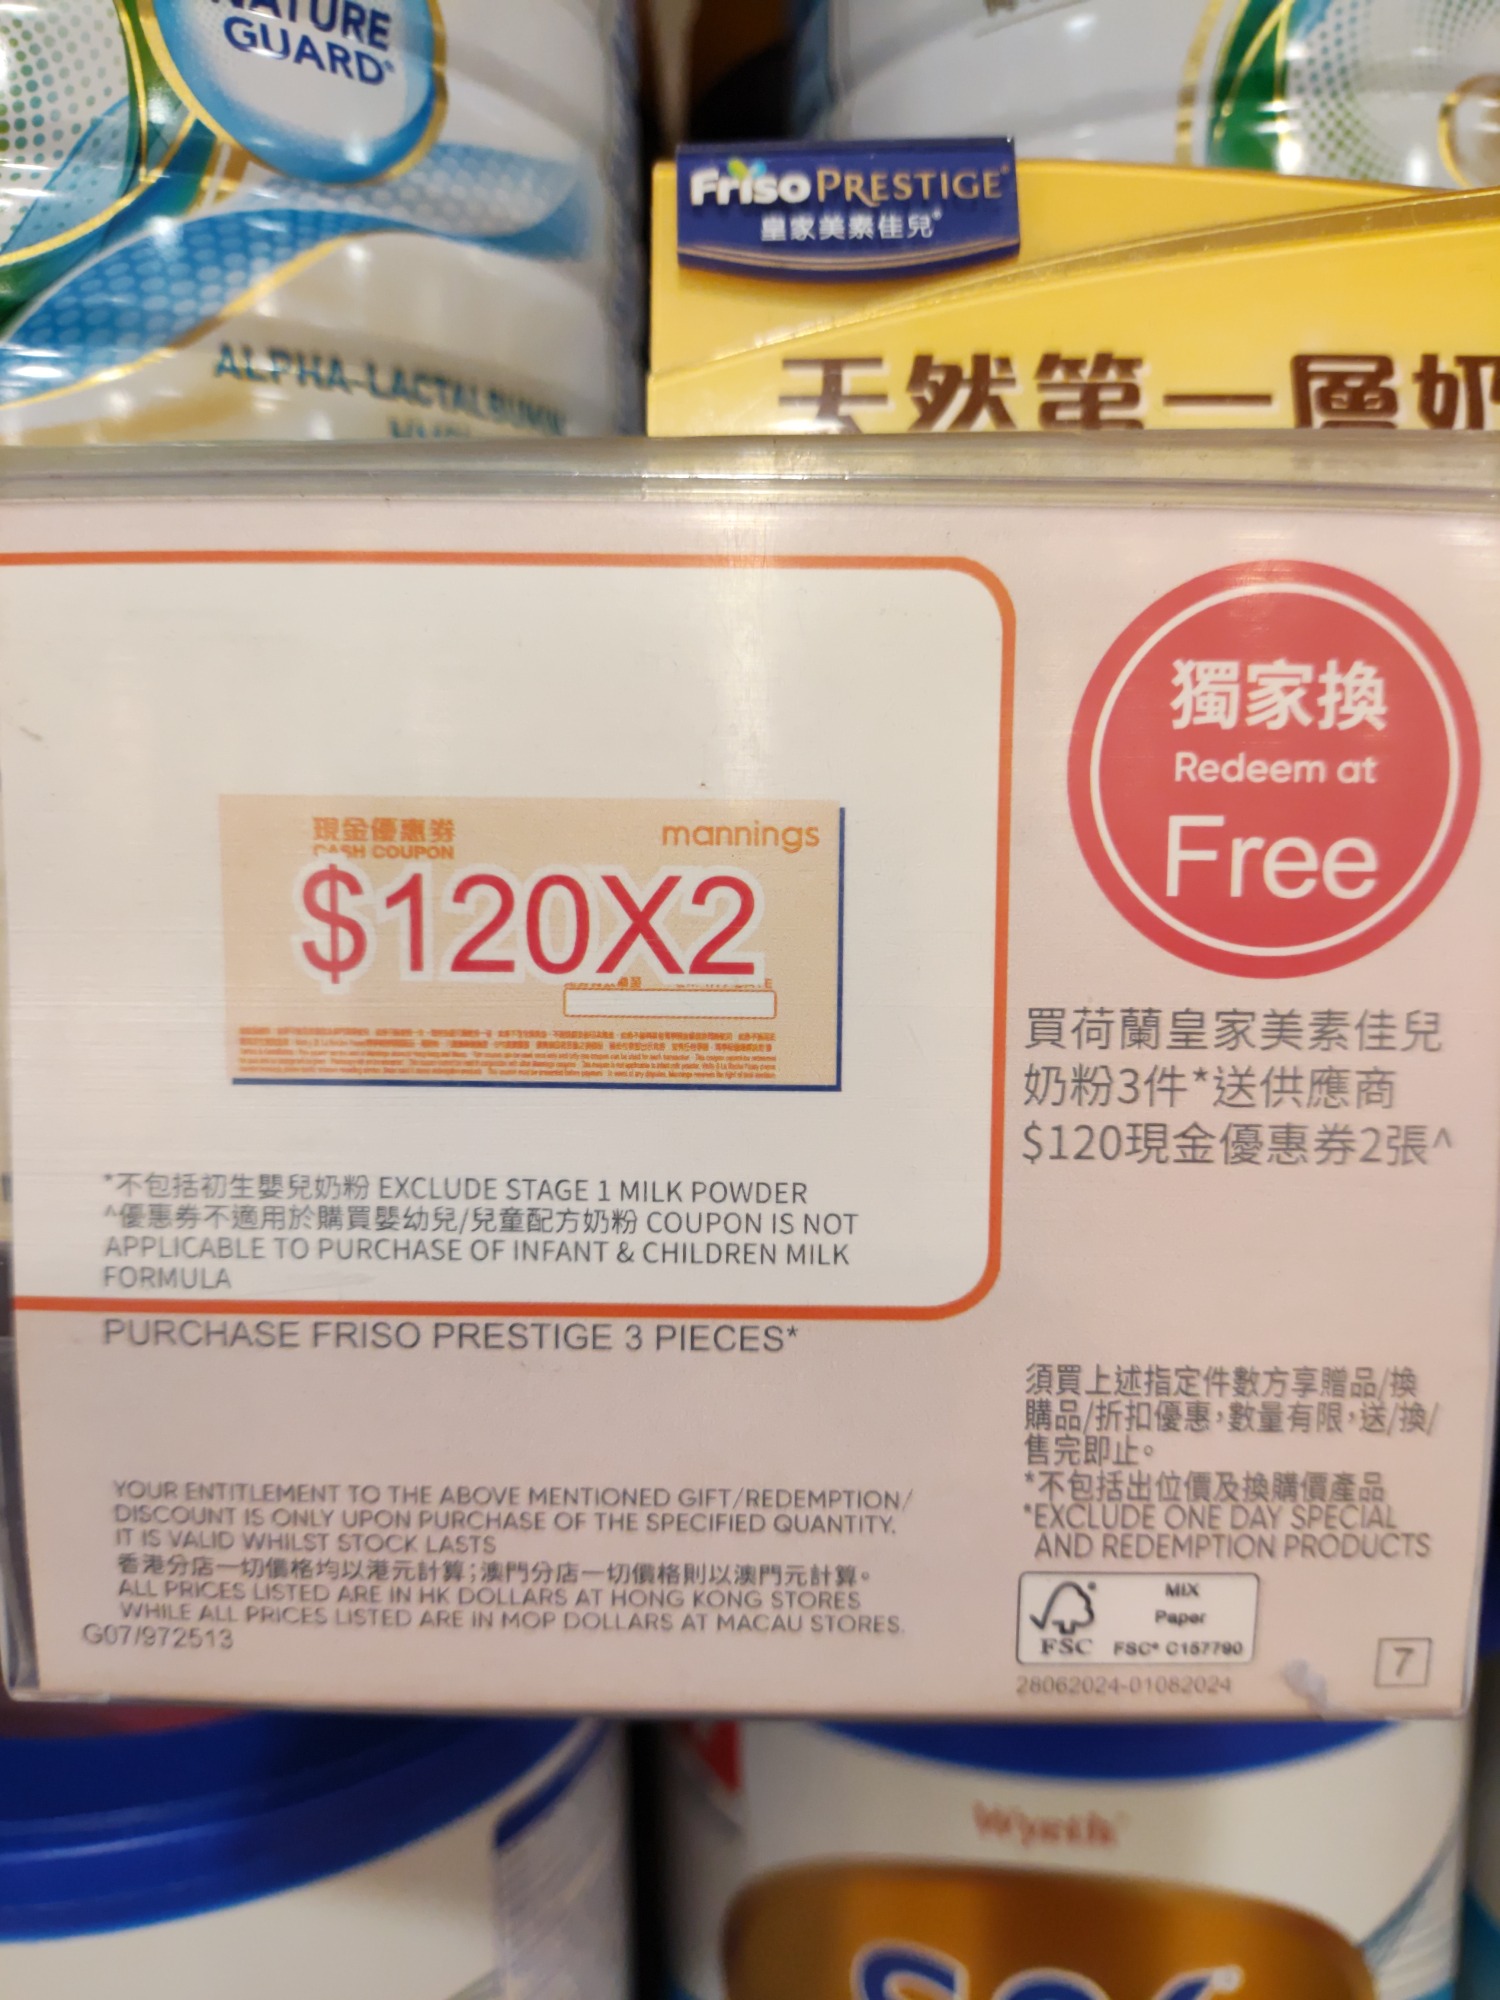 NATURE
GUARD®
ALPHA-LACTALBUMIN
Friso PRESTIGE®
皇家美素佳兒®
天然第一層奶
獨家換
Redeem at
Free
現金優惠券
CASH COUPON
mannings
$120X2
*不包括初生嬰兒奶粉 EXCLUDE STAGE 1 MILK POWDER
^優惠券不適用於購買嬰幼兒/兒童配方奶粉 COUPON IS NOT
APPLICABLE TO PURCHASE OF INFANT & CHILDREN MILK
FORMULA
PURCHASE FRISO PRESTIGE 3 PIECES*
買荷蘭皇家美素佳兒
奶粉3件*送供應商
$120現金優惠券2張^
須買上述指定件數方享贈品/換
購品/折扣優惠，數量有限，送/換/
售完即止。
*不包括出位價及換購價產品
*EXCLUDE ONE DAY SPECIAL
AND REDEMPTION PRODUCTS
YOUR ENTITLEMENT TO THE ABOVE MENTIONED GIFT/REDEMPTION/
DISCOUNT IS ONLY UPON PURCHASE OF THE SPECIFIED QUANTITY.
IT IS VALID WHILST STOCK LASTS
香港分店一切價格均以港元計算；澳門分店一切價格則以澳門元計算。
ALL PRICES LISTED ARE IN HK DOLLARS AT HONG KONG STORES
WHILE ALL PRICES LISTED ARE IN MOP DOLLARS AT MACAU STORES.
G07/972513
FSC
MIX
Paper
FSC® C157790
28062024-01082024
7
Wyeth